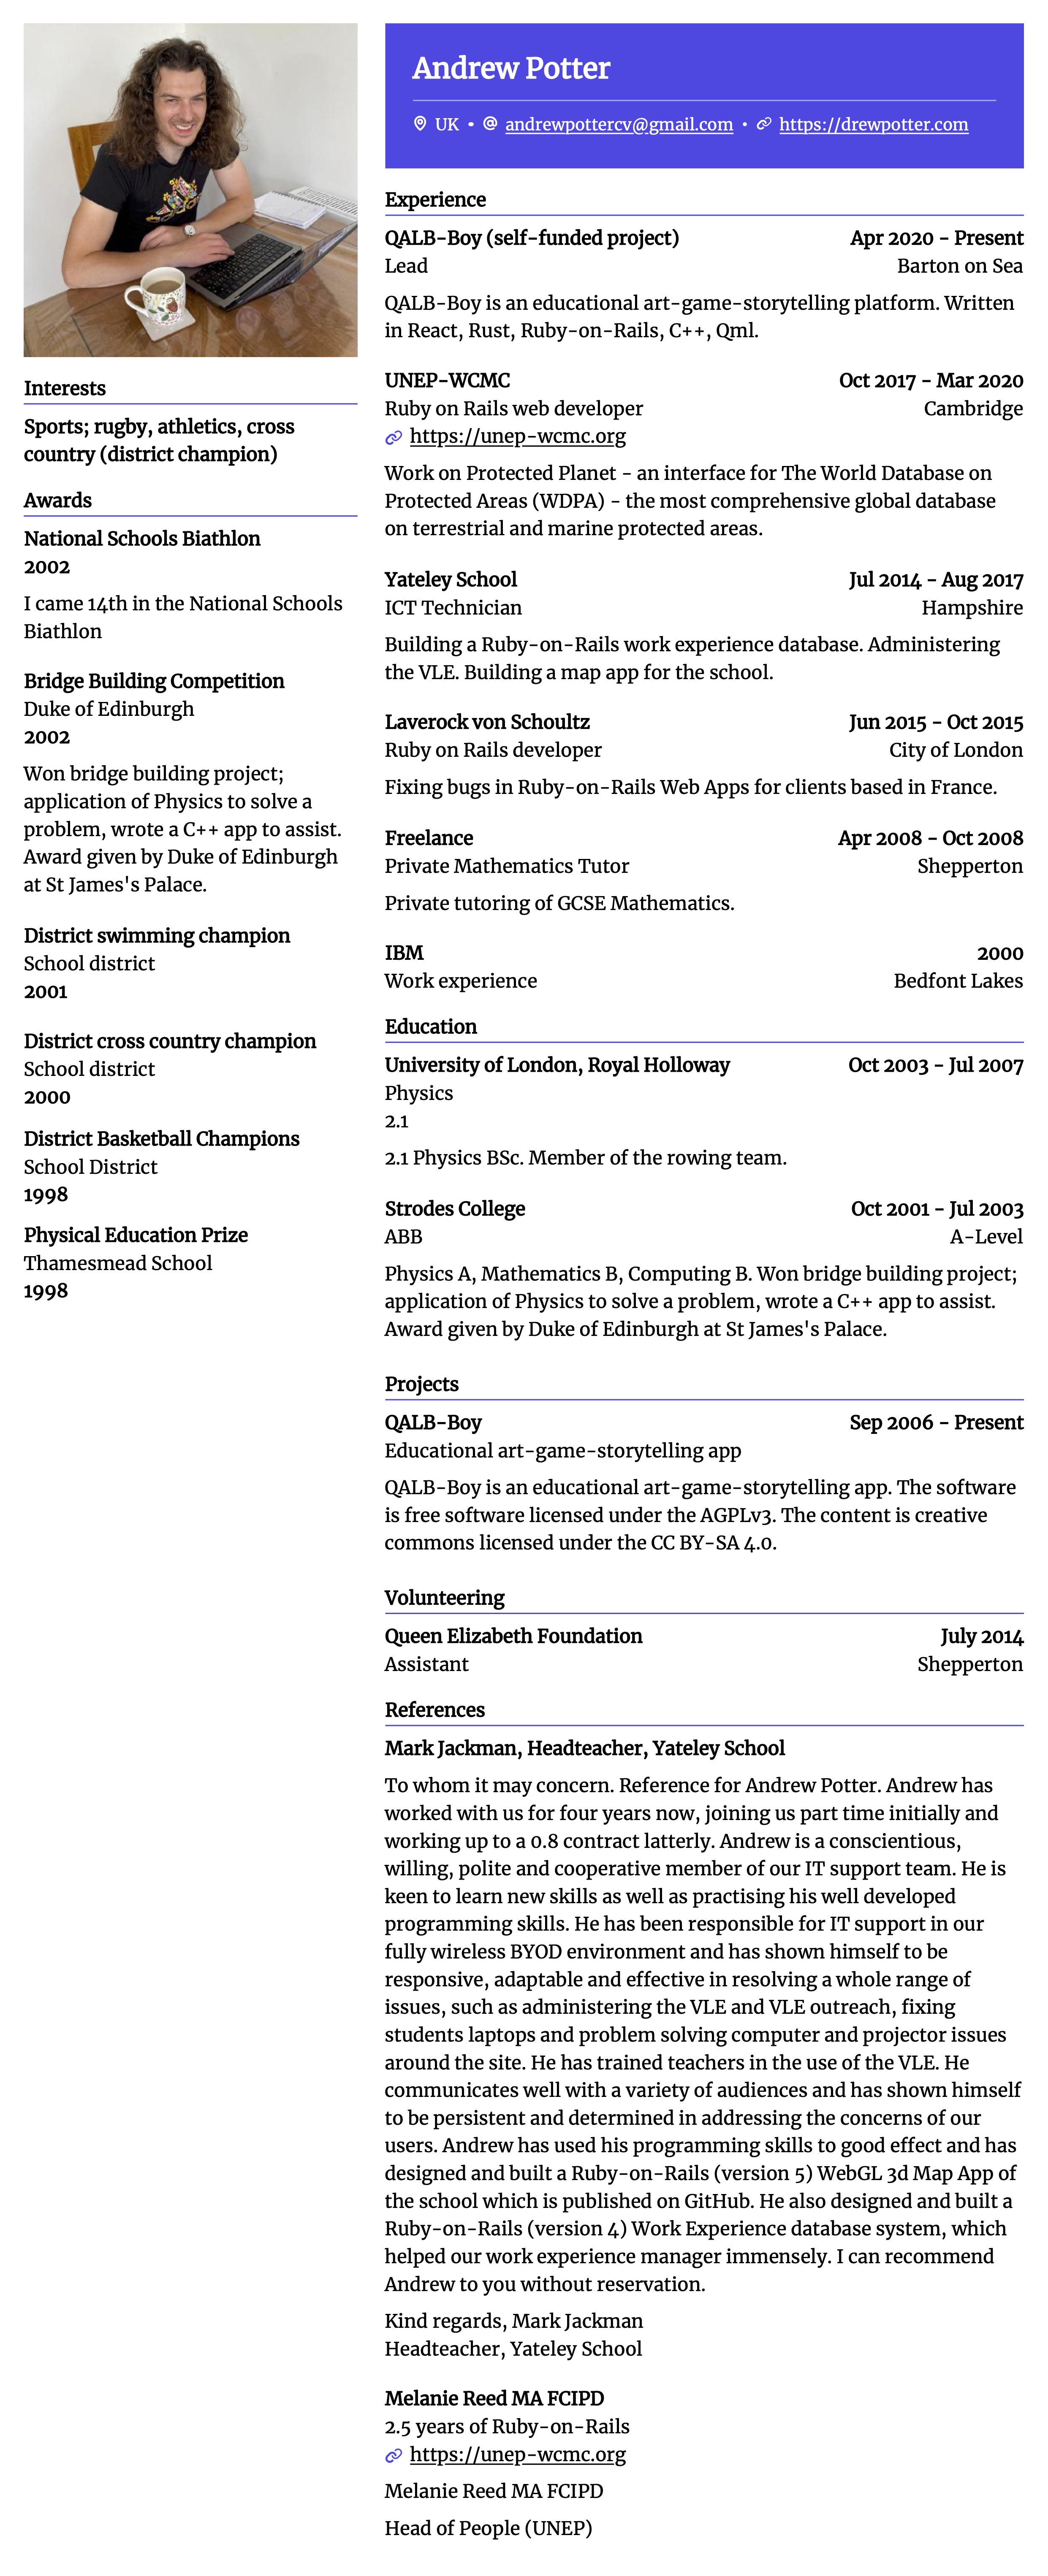 Andrew Potter
UK • andrewpottercv@gmail.com • https://drewpotter.com
Interests
Sports; rugby, athletics, cross
country (district champion)
Awards
National Schools Biathlon
2002
I came 14th in the National Schools
Biathlon
Bridge Building Competition
Duke of Edinburgh
2002
Won bridge building project;
application of Physics to solve a
problem, wrote a C++ app to assist.
Award given by Duke of Edinburgh
at St James's Palace.
District swimming champion
School district
2001
District cross country champion
School district
2000
District Basketball Champions
School District
1998
Physical Education Prize
Thamesmead School
1998
Experience
QALB-Boy (self-funded project) Apr 2020 - Present
Lead Barton on Sea
QALB-Boy is an educational art-game-storytelling platform. Written
in React, Rust, Ruby-on-Rails, C++, Qml.
UNEP-WCMC Oct 2017 - Mar 2020
Ruby on Rails web developer Cambridge
https://unep-wcmc.org
Work on Protected Planet - an interface for The World Database on
Protected Areas (WDPA) - the most comprehensive global database
on terrestrial and marine protected areas.
Yateley School Jul 2014 - Aug 2017
ICT Technician Hampshire
Building a Ruby-on-Rails work experience database. Administering
the VLE. Building a map app for the school.
Laverock von Schoultz Jun 2015 - Oct 2015
Ruby on Rails developer City of London
Fixing bugs in Ruby-on-Rails Web Apps for clients based in France.
Freelance Apr 2008 - Oct 2008
Private Mathematics Tutor Shepperton
Private tutoring of GCSE Mathematics.
IBM 2000
Work experience Bedfont Lakes
Education
University of London, Royal Holloway Oct 2003 - Jul 2007
Physics
2.1
2.1 Physics BSc. Member of the rowing team.
Strodes College Oct 2001 - Jul 2003
ABB A-Level
Physics A, Mathematics B, Computing B. Won bridge building project;
application of Physics to solve a problem, wrote a C++ app to assist.
Award given by Duke of Edinburgh at St James's Palace.
Projects
QALB-Boy Sep 2006 - Present
Educational art-game-storytelling app
QALB-Boy is an educational art-game-storytelling app. The software
is free software licensed under the AGPLv3. The content is creative
commons licensed under the CC BY-SA 4.0.
Volunteering
Queen Elizabeth Foundation July 2014
Assistant Shepperton
References
Mark Jackman, Headteacher, Yateley School
To whom it may concern. Reference for Andrew Potter. Andrew has
worked with us for four years now, joining us part time initially and
working up to a 0.8 contract latterly. Andrew is a conscientious,
willing, polite and cooperative member of our IT support team. He is
keen to learn new skills as well as practising his well developed
programming skills. He has been responsible for IT support in our
fully wireless BYOD environment and has shown himself to be
responsive, adaptable and effective in resolving a whole range of
issues, such as administering the VLE and VLE outreach, fixing
students laptops and problem solving computer and projector issues
around the site. He has trained teachers in the use of the VLE. He
communicates well with a variety of audiences and has shown himself
to be persistent and determined in addressing the concerns of our
users. Andrew has used his programming skills to good effect and has
designed and built a Ruby-on-Rails (version 5) WebGL 3d Map App of
the school which is published on GitHub. He also designed and built a
Ruby-on-Rails (version 4) Work Experience database system, which
helped our work experience manager immensely. I can recommend
Andrew to you without reservation.
Kind regards, Mark Jackman
Headteacher, Yateley School
Melanie Reed MA FCIPD
2.5 years of Ruby-on-Rails
https://unep-wcmc.org
Melanie Reed MA FCIPD
Head of People (UNEP)